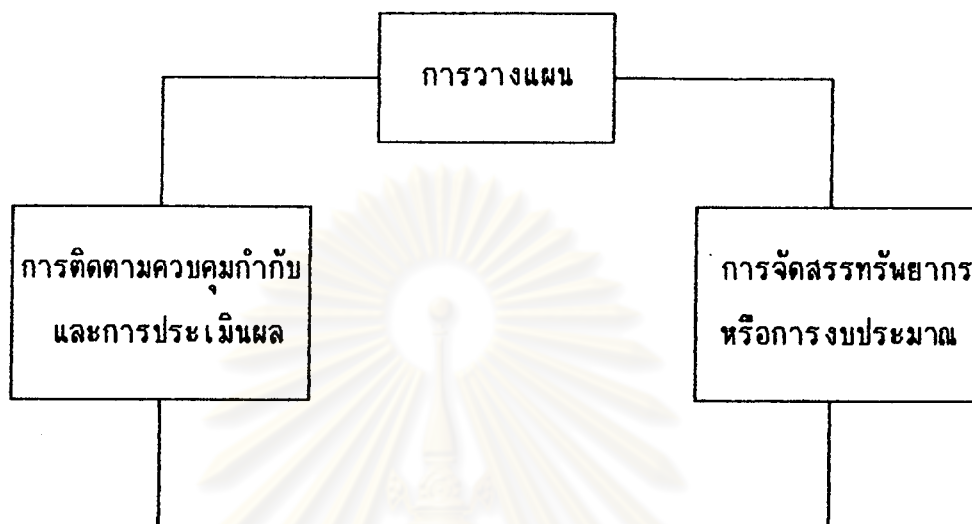 การวางแผน
การติดตามควบคุมกำกับ
และการประเมินผล
การจัดสรรทรัพยากร
หรือการงบประมาณ